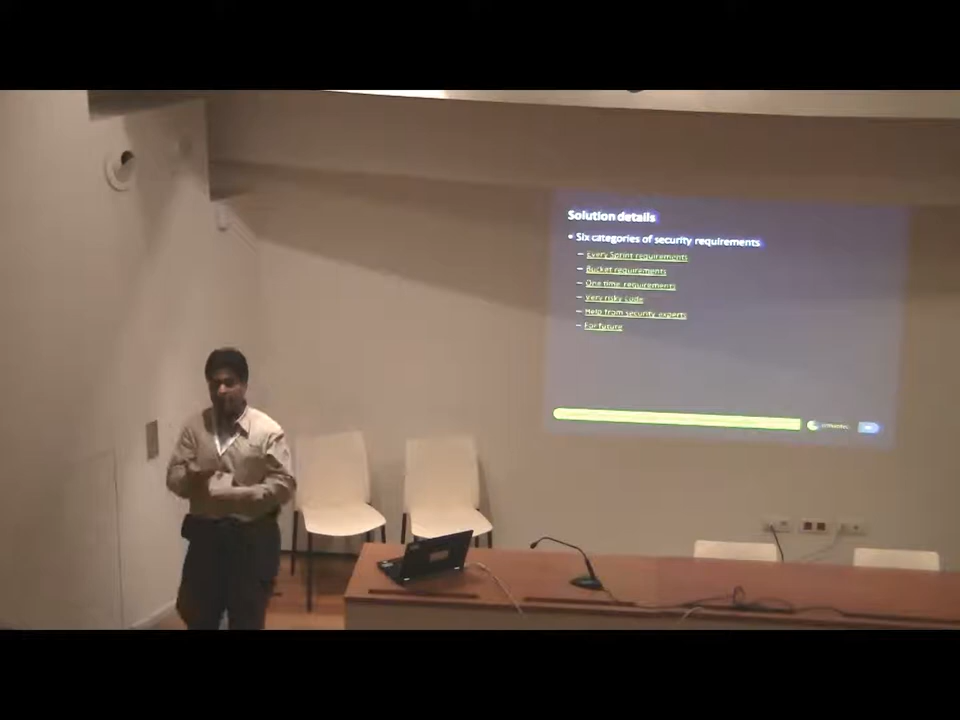 Solution details
• Six categories of security requirements
– Every Sprint requirements
– Bucket requirements
– One time requirements
– Very risky code
– Help from security experts
– For future